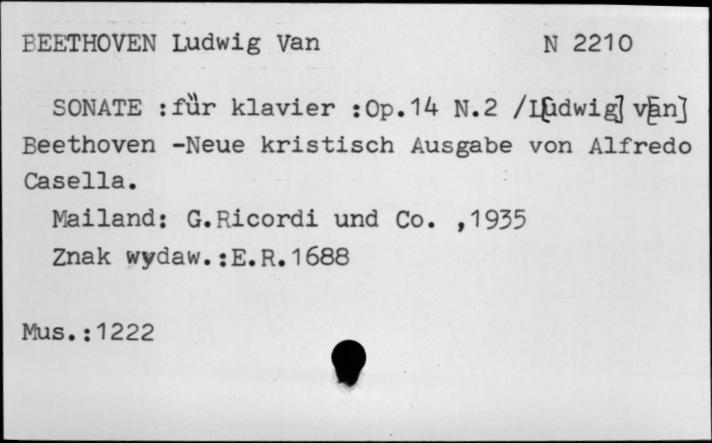 BEETHOVEN Ludwig Van N 2210
SONATE :für klavier :Op.14 N.2 /L[udwig] v[an]
Beethoven -Neue kristisch Ausgabe von Alfredo
Casella.
Mailand: G.Ricordi und Co. ,1935
Znak wydaw.:E.R.1688
Mus.:1222